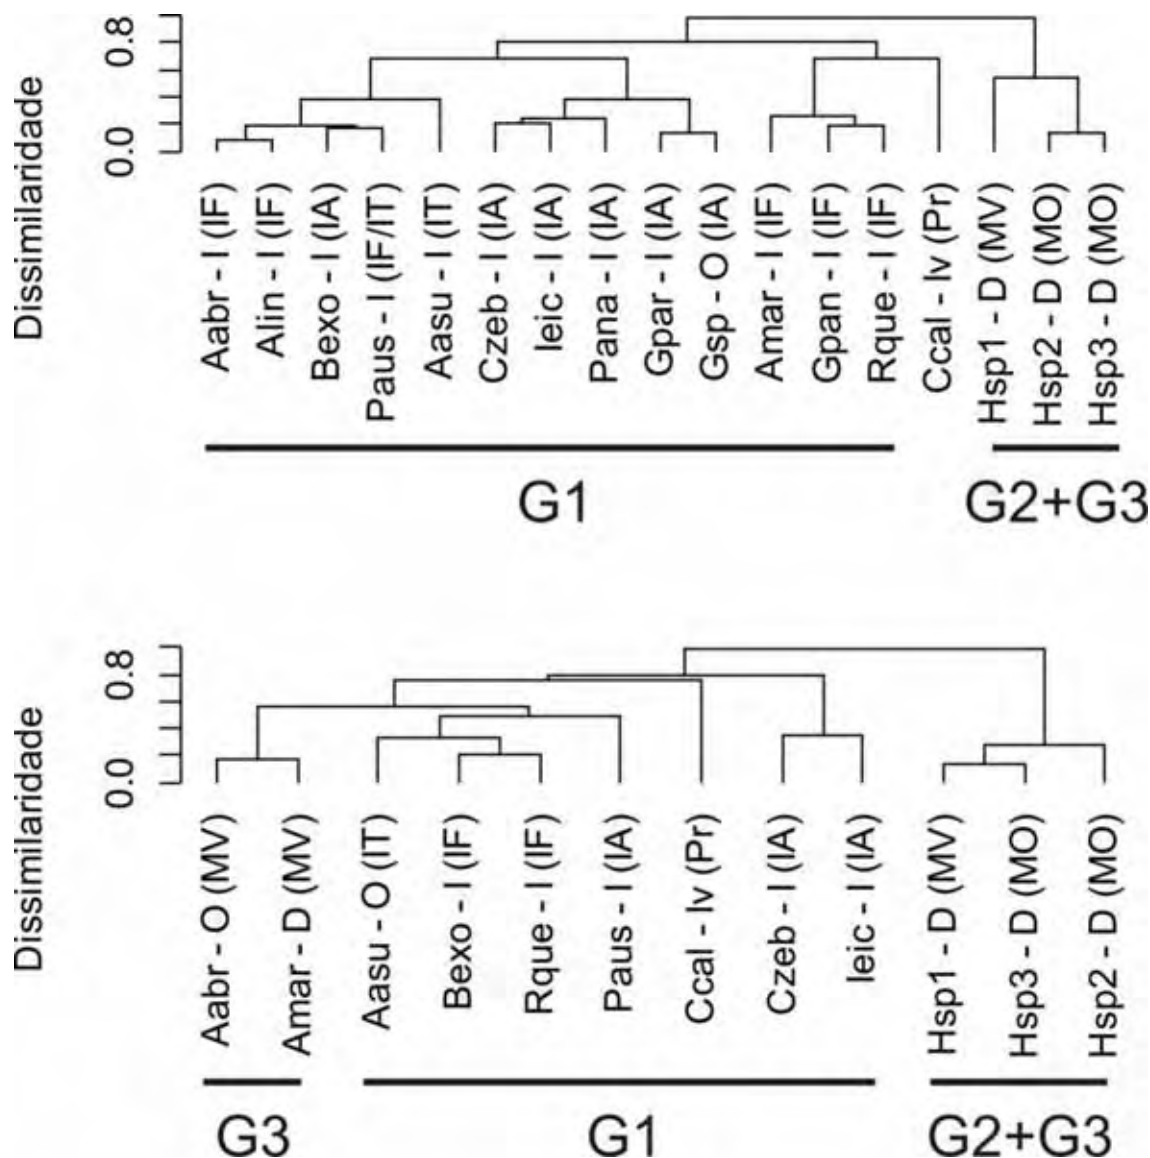 Dissimilaridade
0.8
0.0
Aabr - I (IF)
Alin - I (IF)
Bexo - I (IA)
Paus - I (IF/IT)
Aasu - I (IT)
Czeb - I (IA)
Ieic - I (IA)
Pana - I (IA)
Gpar - I (IA)
Gsp - O (IA)
Amar - I (IF)
Gpan - I (IF)
Rque - I (IF)
Ccal - Iv (Pr)
Hsp1 - D (MV)
Hsp2 - D (MO)
Hsp3 - D (MO)
G1
G2+G3
Dissimilaridade
0.8
0.0
Aabr - O (MV)
Amar - D (MV)
Aasu - O (IT)
Bexo - I (IF)
Rque - I (IF)
Paus - I (IA)
Ccal - Iv (Pr)
Czeb - I (IA)
Ieic - I (IA)
Hsp1 - D (MV)
Hsp3 - D (MO)
Hsp2 - D (MO)
G3
G1
G2+G3